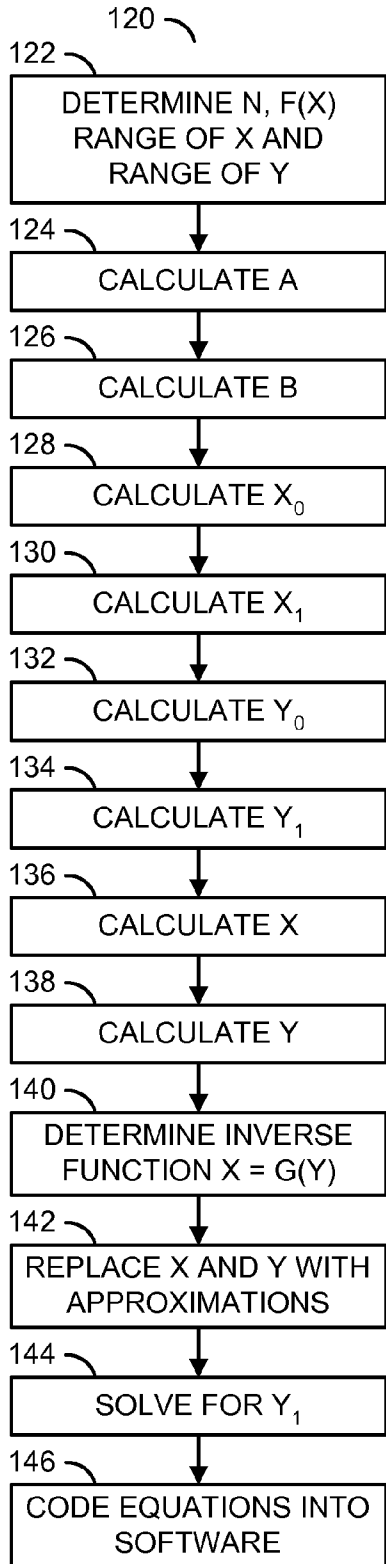 120
122
DETERMINE N, F(X)
RANGE OF X AND
RANGE OF Y
124
CALCULATE A
126
CALCULATE B
128
CALCULATE X₀
130
CALCULATE X₁
132
CALCULATE Y₀
134
CALCULATE Y₁
136
CALCULATE X
138
CALCULATE Y
140
DETERMINE INVERSE
FUNCTION X = G(Y)
142
REPLACE X AND Y WITH
APPROXIMATIONS
144
SOLVE FOR Y₁
146
CODE EQUATIONS INTO
SOFTWARE